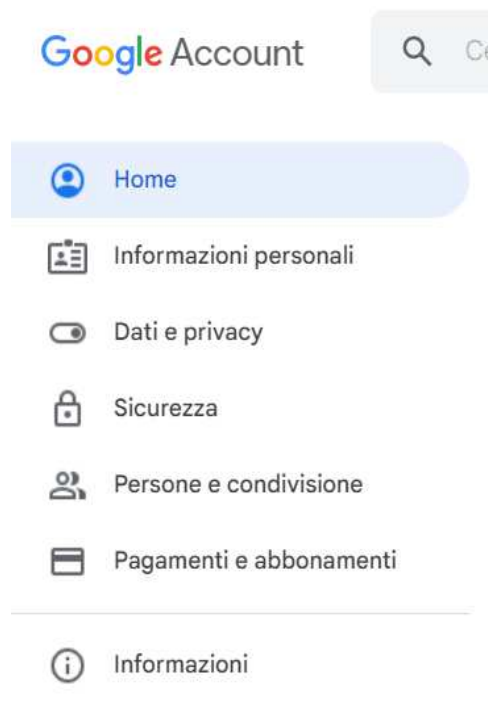 Google Account
Home
Informazioni personali
Dati e privacy
Sicurezza
Persone e condivisione
Pagamenti e abbonamenti
Informazioni